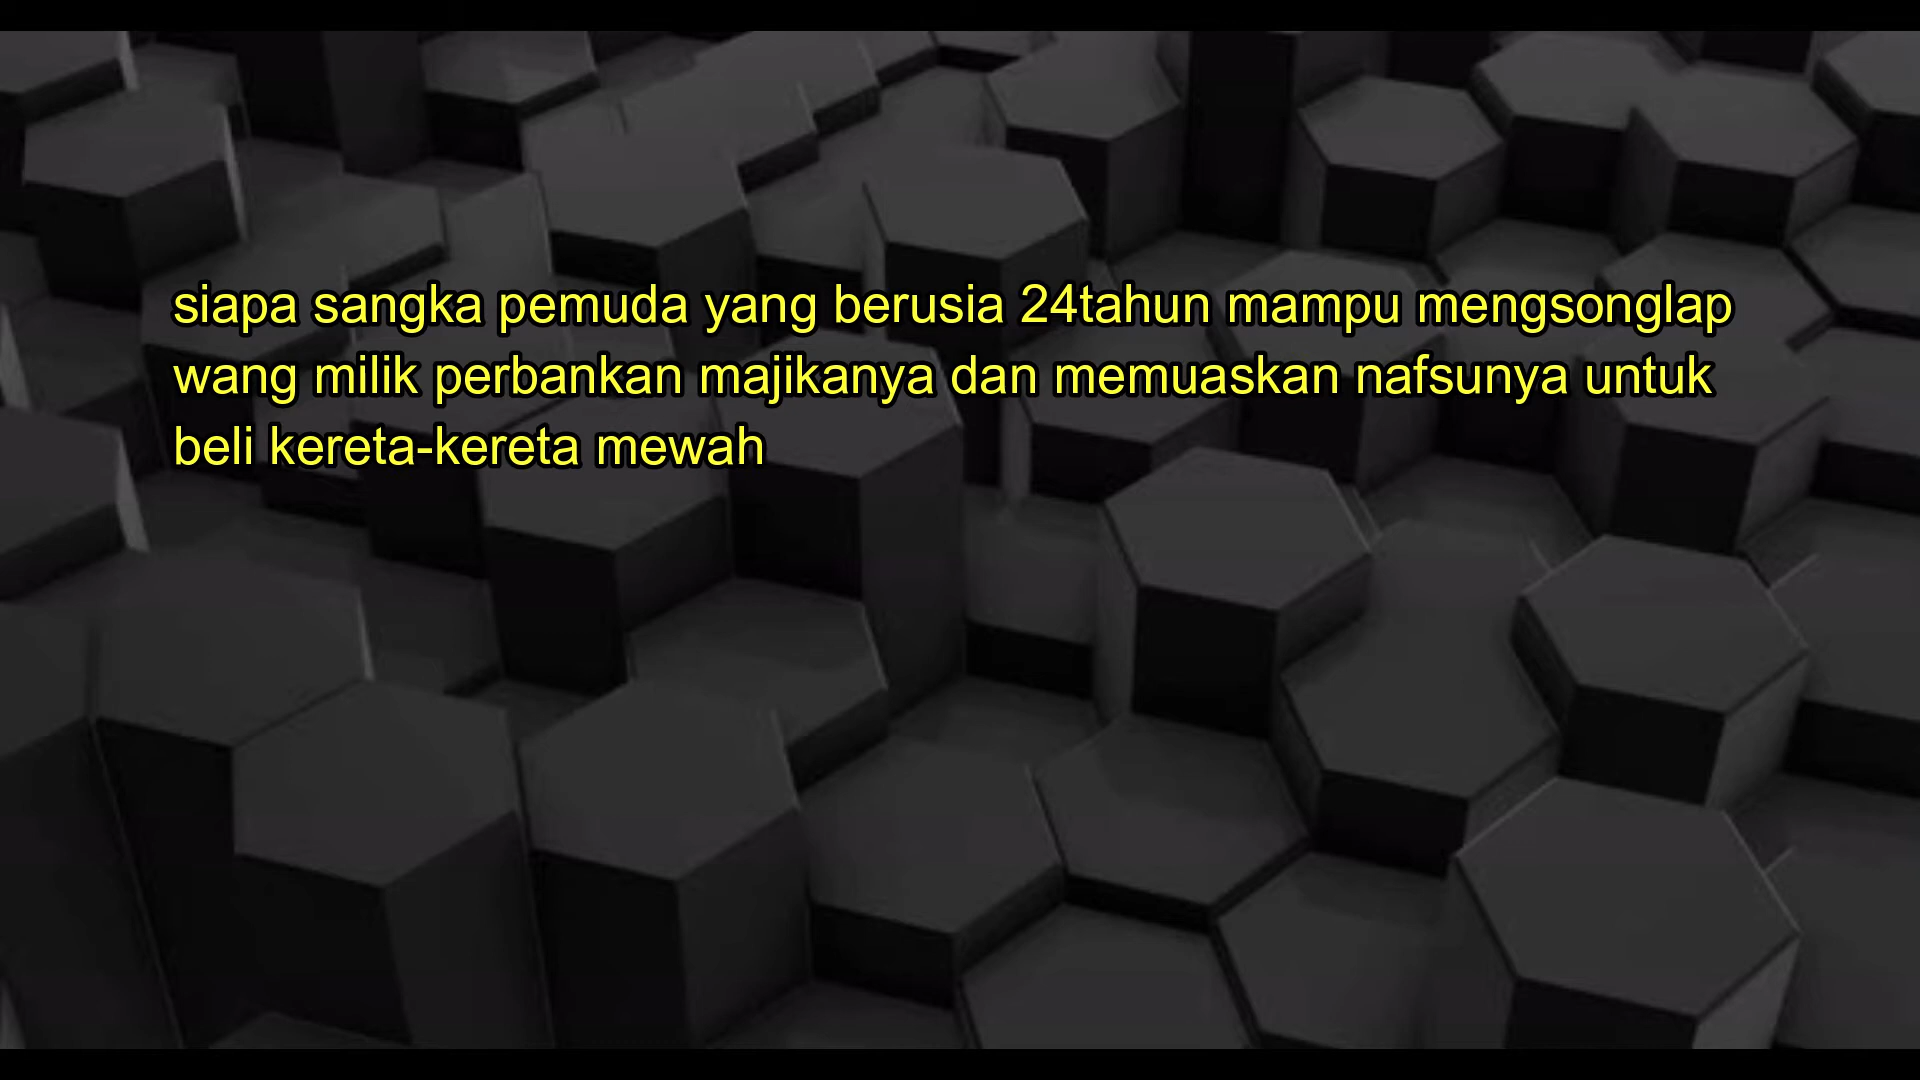 siapa sangka pemuda yang berusia 24tahun mampu mengsonglap
wang milik perbankan majikanya dan memuaskan nafsunya untuk
beli kereta-kereta mewah